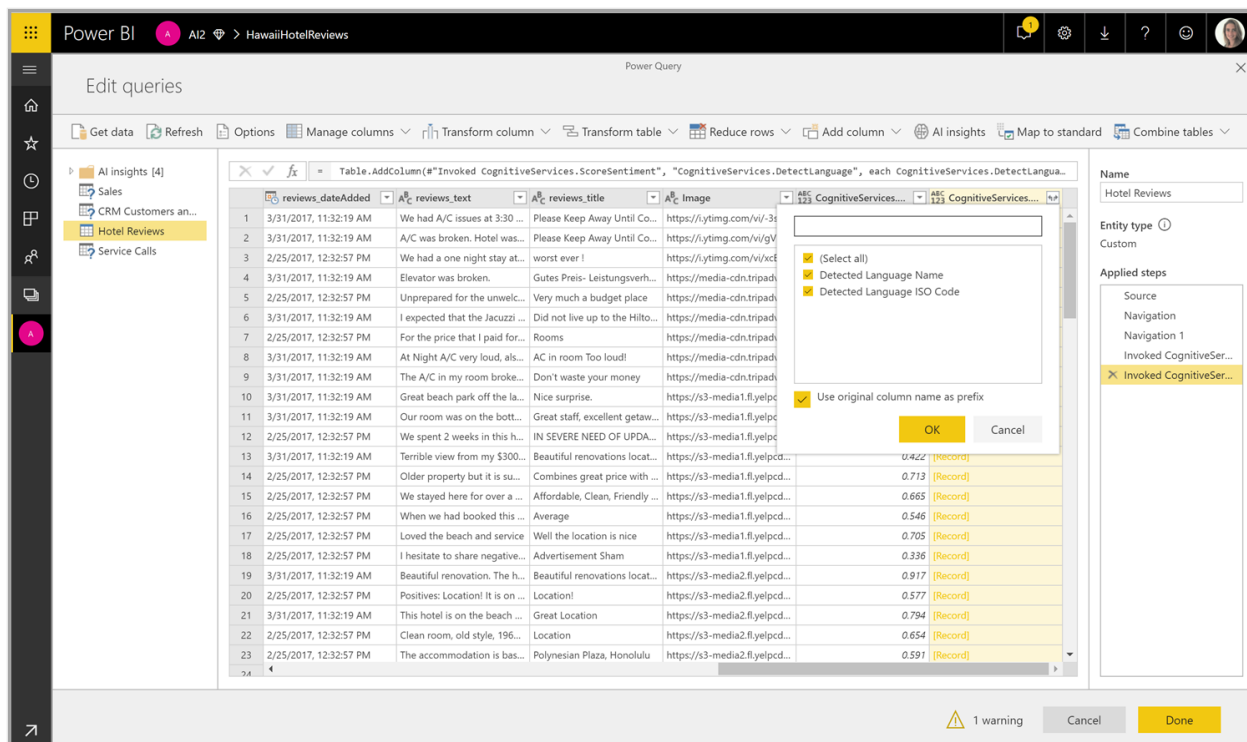 Power BI A AI2 > HawaiiHotelReviews 1
Power Query
Edit queries
Get data Refresh Options Manage columns Transform column Transform table Reduce rows Add column AI insights Map to standard Combine tables
AI insights [4]
Sales
CRM Customers an...
Hotel Reviews
Service Calls
A
fx = Table.AddColumn(#"Invoked CognitiveServices.ScoreSentiment", "CognitiveServices.DetectLanguage", each CognitiveServices.DetectLangua...
reviews_dateAdded ABC reviews_text ABC reviews_title ABC Image ABC 123 CognitiveServices.... ABC 123 CognitiveServices....
1 3/31/2017, 11:32:19 AM We had A/C issues at 3:30 ... Please Keep Away Until Co... https://i.ytimg.com/vi/-3s
2 3/31/2017, 11:32:19 AM A/C was broken. Hotel was... Please Keep Away Until Co... https://i.ytimg.com/vi/gV
3 2/25/2017, 12:32:57 PM We had a one night stay at... worst ever ! https://i.ytimg.com/vi/xcE
4 3/31/2017, 11:32:19 AM Elevator was broken. Gutes Preis- Leistungsverh... https://media-cdn.tripadv
5 2/25/2017, 12:32:57 PM Unprepared for the unwelc... Very much a budget place https://media-cdn.tripadv
6 3/31/2017, 11:32:19 AM I expected that the Jacuzzi ... Did not live up to the Hilto... https://media-cdn.tripadv
7 2/25/2017, 12:32:57 PM For the price that I paid for... Rooms https://media-cdn.tripadv
8 3/31/2017, 11:32:19 AM At Night A/C very loud, als... AC in room Too loud! https://media-cdn.tripadv
9 3/31/2017, 11:32:19 AM The A/C in my room broke... Don't waste your money https://media-cdn.tripadv
10 3/31/2017, 11:32:19 AM Great beach park off the la... Nice surprise. https://s3-media1.fl.yelpcd
11 3/31/2017, 11:32:19 AM Our room was on the bott... Great staff, excellent getaw... https://s3-media1.fl.yelpcd
12 2/25/2017, 12:32:57 PM We spent 2 weeks in this h... IN SEVERE NEED OF UPDA... https://s3-media1.fl.yelpcd
13 3/31/2017, 11:32:19 AM Terrible view from my $300... Beautiful renovations locat... https://s3-media1.fl.yelpcd... 0.422 [Record]
14 2/25/2017, 12:32:57 PM Older property but it is su... Combines great price with ... https://s3-media1.fl.yelpcd... 0.713 [Record]
15 2/25/2017, 12:32:57 PM We stayed here for over a ... Affordable, Clean, Friendly ... https://s3-media1.fl.yelpcd... 0.665 [Record]
16 2/25/2017, 12:32:57 PM When we had booked this ... Average https://s3-media1.fl.yelpcd... 0.546 [Record]
17 2/25/2017, 12:32:57 PM Loved the beach and service Well the location is nice https://s3-media1.fl.yelpcd... 0.705 [Record]
18 2/25/2017, 12:32:57 PM I hesitate to share negative... Advertisement Sham https://s3-media1.fl.yelpcd... 0.336 [Record]
19 3/31/2017, 11:32:19 AM Beautiful renovation. The h... Beautiful renovations locat... https://s3-media2.fl.yelpcd... 0.917 [Record]
20 2/25/2017, 12:32:57 PM Positives: Location! It is on ... Location! https://s3-media2.fl.yelpcd... 0.577 [Record]
21 3/31/2017, 11:32:19 AM This hotel is on the beach ... Great Location https://s3-media2.fl.yelpcd... 0.794 [Record]
22 2/25/2017, 12:32:57 PM Clean room, old style, 196... Location https://s3-media2.fl.yelpcd... 0.654 [Record]
23 2/25/2017, 12:32:57 PM The accommodation is bas... Polynesian Plaza, Honolulu https://s3-media2.fl.yelpcd... 0.591 [Record]
24
(Select all)
Detected Language Name
Detected Language ISO Code
Use original column name as prefix
OK Cancel
Name
Hotel Reviews
Entity type
Custom
Applied steps
Source
Navigation
Navigation 1
Invoked CognitiveSer...
Invoked CognitiveSer...
1 warning Cancel Done